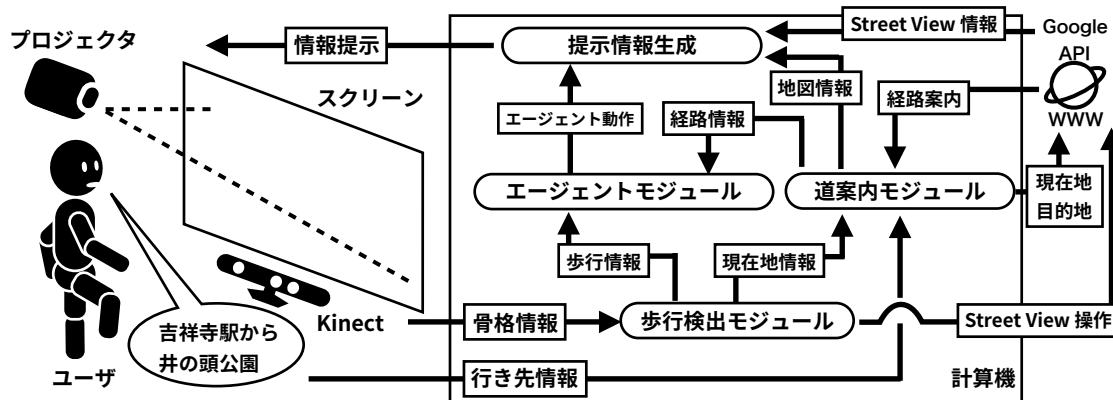 プロジェクタ
情報提示
提示情報生成
Street View 情報
Google
API
WWW
スクリーン
地図情報
経路案内
エージェント動作
経路情報
エージェントモジュール
道案内モジュール
現在地
目的地
歩行情報
現在地情報
Kinect
骨格情報
歩行検出モジュール
Street View 操作
吉祥寺駅から
井の頭公園
ユーザ
行き先情報
計算機